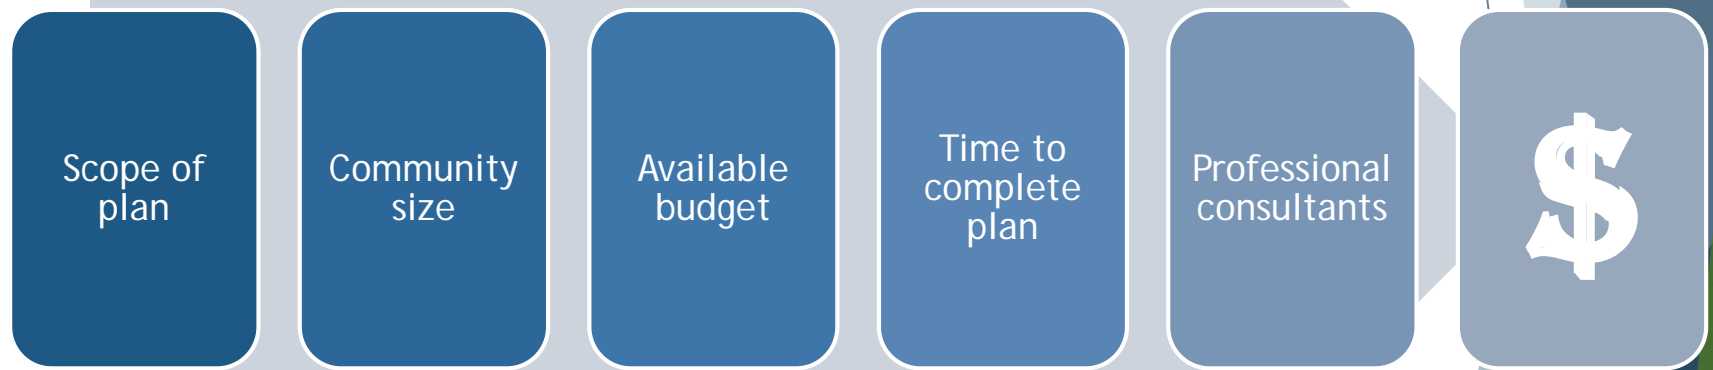 Scope of
plan
Community
size
Available
budget
Time to
complete
plan
Professional
consultants
$